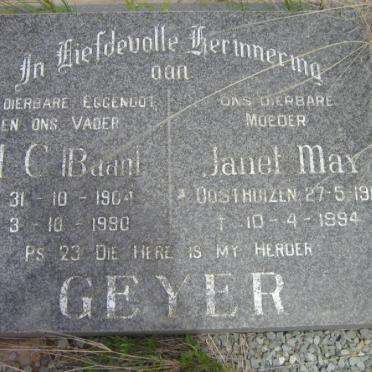 In Liefdevolle Herinnering
aan
DIERBARE EGGENOOT
EN ONS VADER
C (Baan)
31-10-1904
3-10-1980
ONS DIERBARE
MOEDER
Janet May
OOSTHUIZEN 27-5-19
† 10-4-1994
PS 23 DIE HERE IS MY HERDER
GEYER